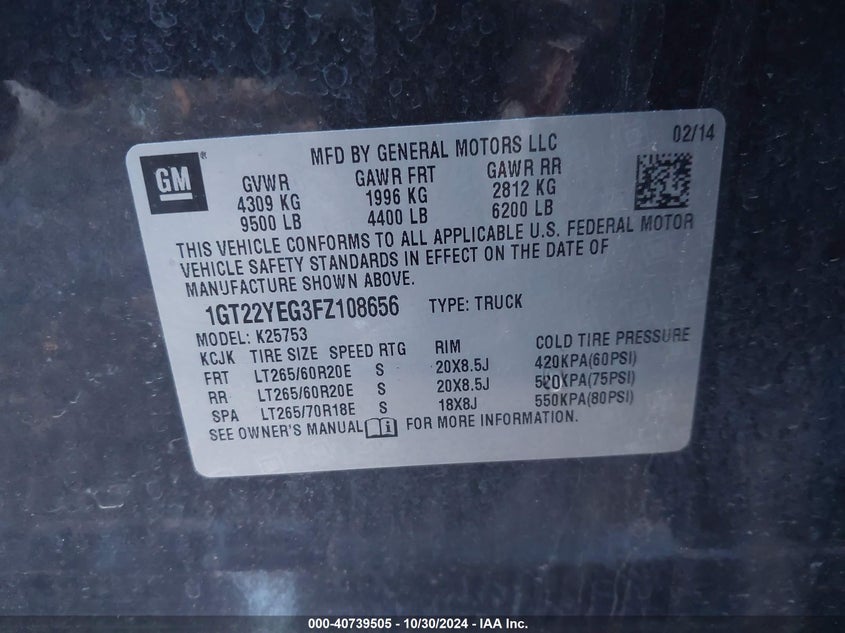 GM ® MFD BY GENERAL MOTORS LLC 02/14
GVWR GAWR FRT GAWR RR
4309 KG 1996 KG 2812 KG
9500 LB 4400 LB 6200 LB
THIS VEHICLE CONFORMS TO ALL APPLICABLE U.S. FEDERAL MOTOR
VEHICLE SAFETY STANDARDS IN EFFECT ON THE DATE OF
MANUFACTURE SHOWN ABOVE.
1GT22YEG3FZ108656 TYPE: TRUCK
MODEL: K25753
KCJK TIRE SIZE SPEED RTG RIM COLD TIRE PRESSURE
FRT LT265/60R20E S 20X8.5J 420KPA(60PSI)
RR LT265/60R20E S 20X8.5J 520KPA(75PSI)
SPA LT265/70R18E S 18X8J 550KPA(80PSI)
SEE OWNER'S MANUAL FOR MORE INFORMATION.
000-40739505 - 10/30/2024 - IAA Inc.